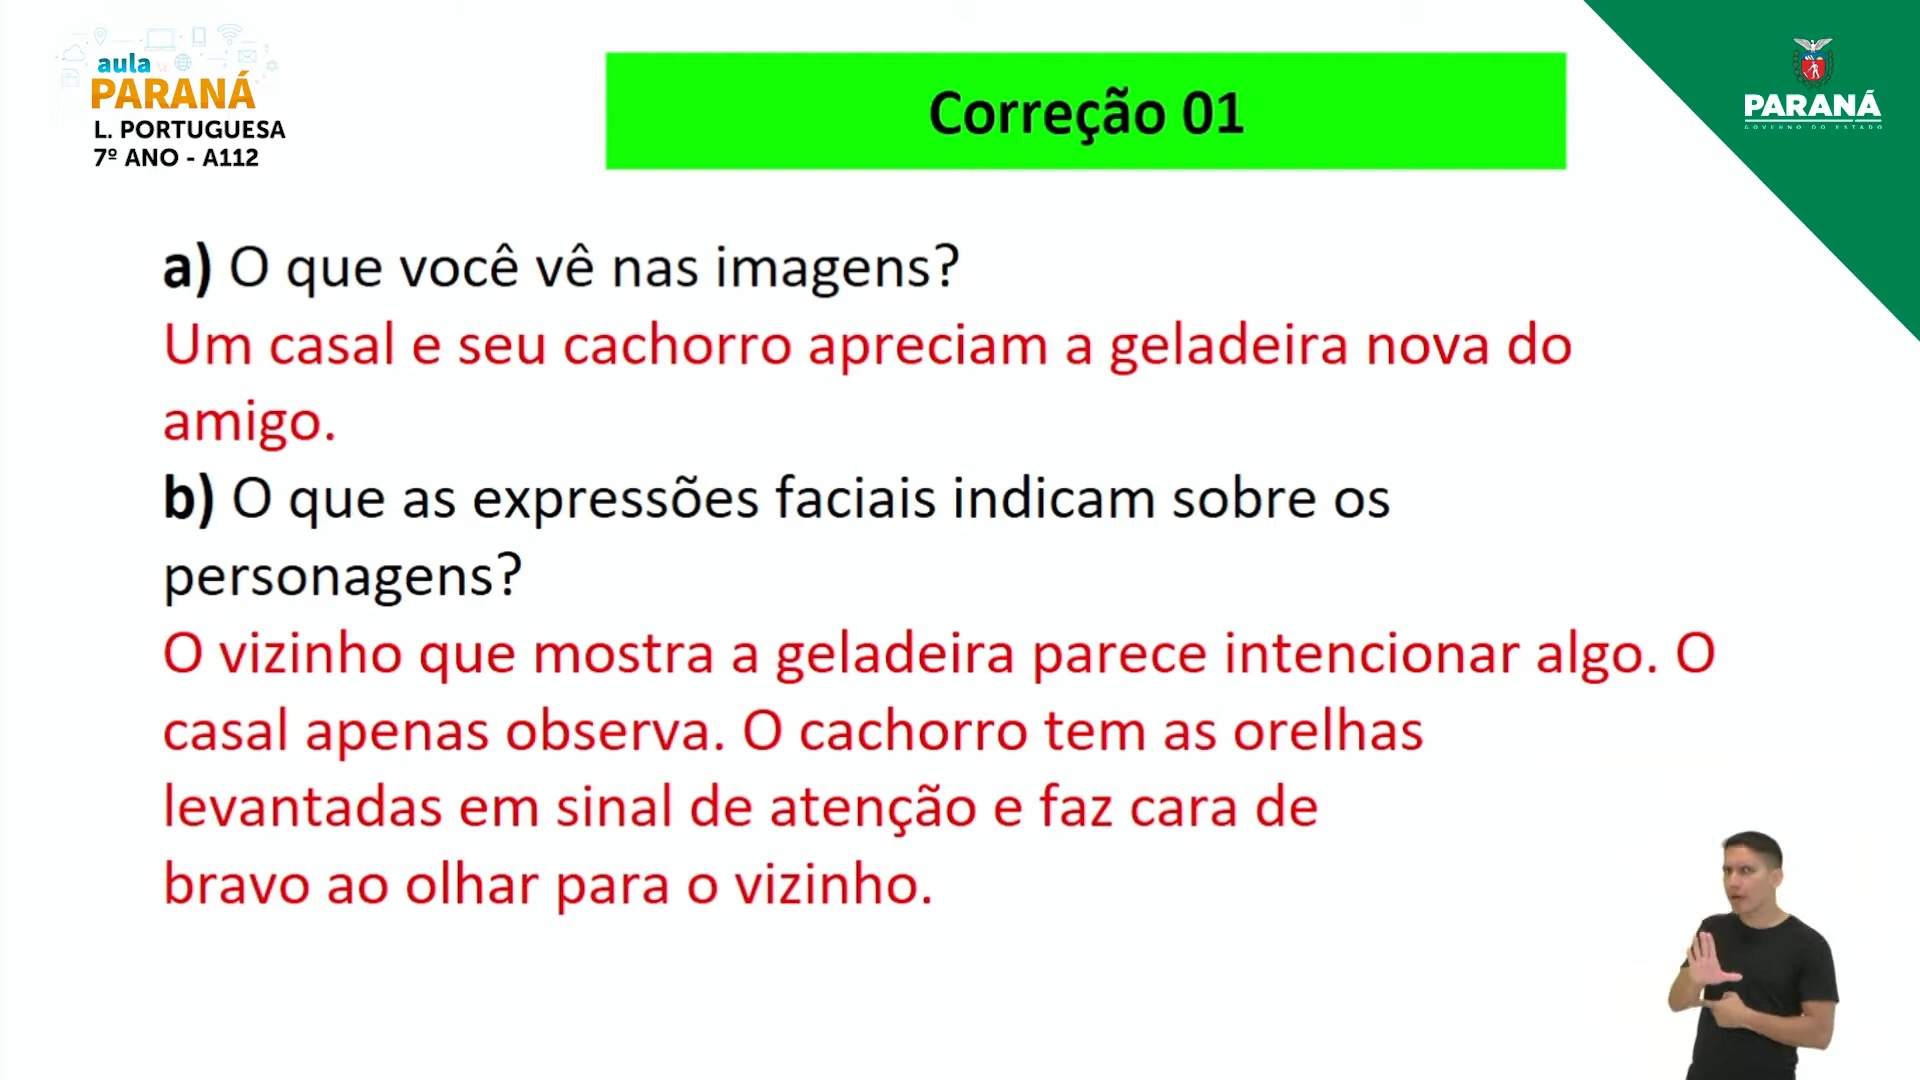 aula
PARANÁ
L. PORTUGUESA
7º ANO - A112
Correção 01
PARANÁ
GOVERNO DO ESTADO
a) O que você vê nas imagens?
Um casal e seu cachorro apreciam a geladeira nova do
amigo.
b) O que as expressões faciais indicam sobre os
personagens?
O vizinho que mostra a geladeira parece intencionar algo. O
casal apenas observa. O cachorro tem as orelhas
levantadas em sinal de atenção e faz cara de
bravo ao olhar para o vizinho.